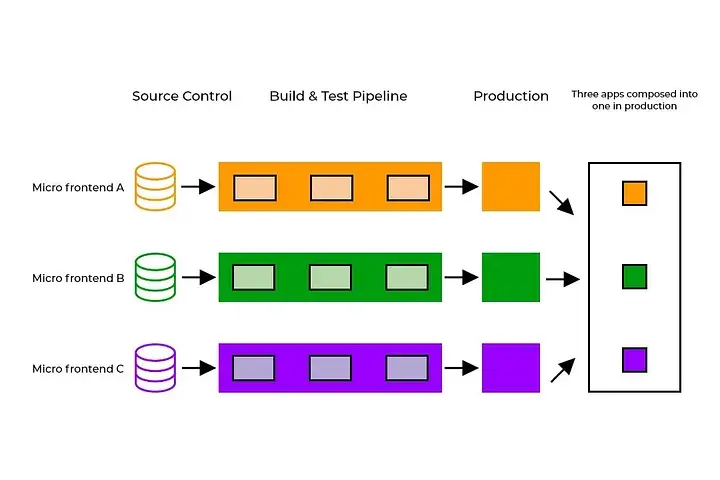 Source Control
Build & Test Pipeline
Production
Three apps composed into
one in production
Micro frontend A
Micro frontend B
Micro frontend C